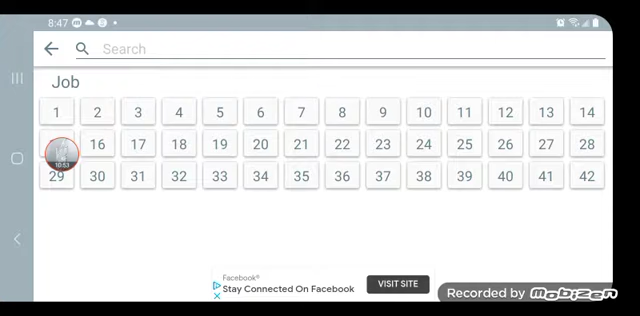 8:47
Search
Job
1 2 3 4 5 6 7 8 9 10 11 12 13 14
16 17 18 19 20 21 22 23 24 25 26 27 28
10:53
29 30 31 32 33 34 35 36 37 38 39 40 41 42
Facebook®
Stay Connected On Facebook
VISIT SITE
Recorded by Mobizen